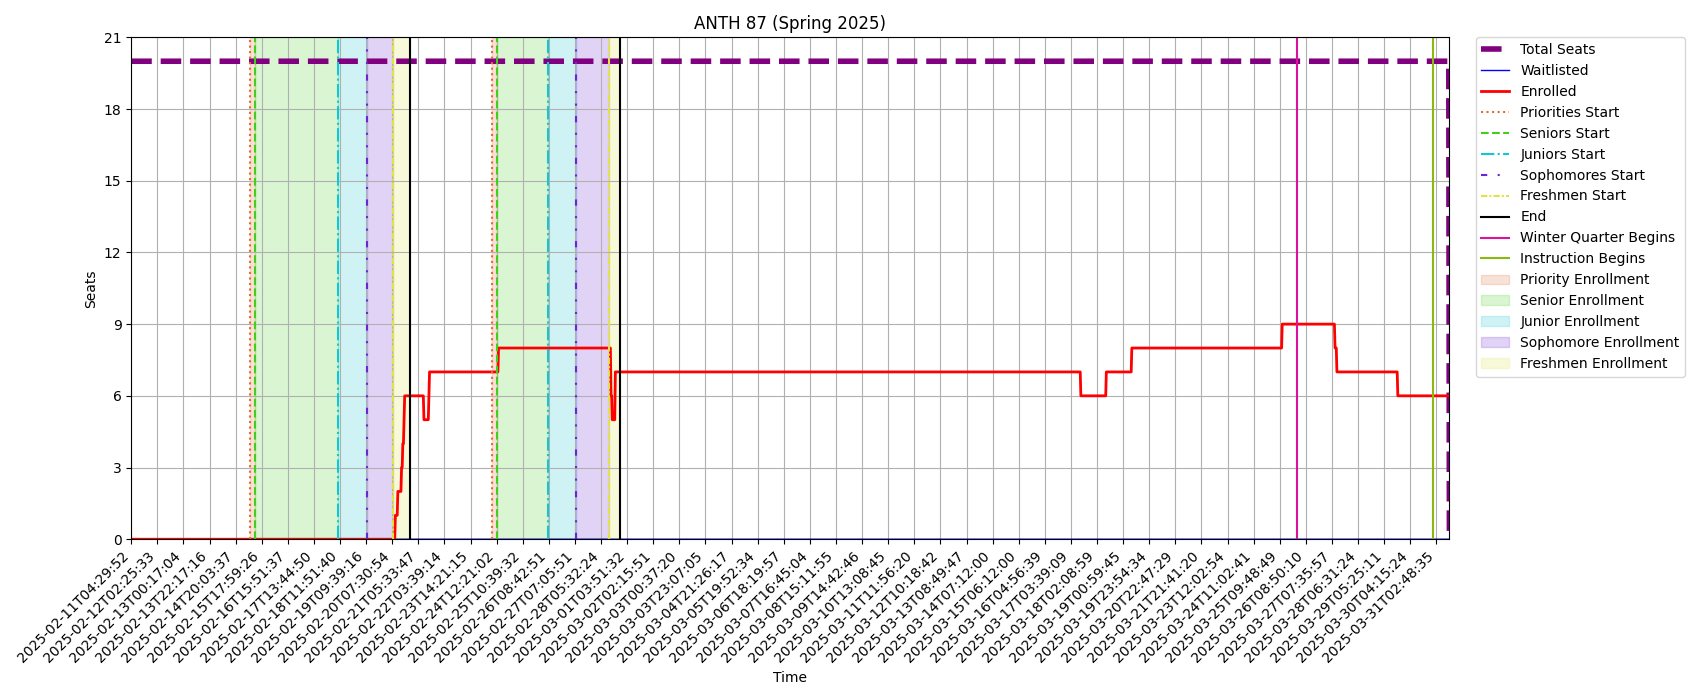 ANTH 87 (Spring 2025)
Seats
21
18
15
12
9
6
3
0
2025-02-11T04:29:52
2025-02-12T02:25:33
2025-02-13T00:17:04
2025-02-13T22:17:16
2025-02-14T20:03:37
2025-02-15T17:59:26
2025-02-16T15:51:37
2025-02-17T13:44:50
2025-02-18T11:51:40
2025-02-19T09:39:16
2025-02-20T07:30:54
2025-02-21T05:33:47
2025-02-22T03:39:14
2025-02-23T14:21:15
2025-02-24T12:21:02
2025-02-25T10:39:32
2025-02-26T08:42:51
2025-02-27T07:05:51
2025-02-28T05:32:24
2025-03-01T03:51:32
2025-03-02T02:15:51
2025-03-03T00:37:20
2025-03-03T23:07:05
2025-03-04T21:26:17
2025-03-05T19:52:34
2025-03-06T18:19:57
2025-03-07T16:45:04
2025-03-08T15:11:55
2025-03-09T14:42:46
2025-03-10T13:08:45
2025-03-11T11:56:20
2025-03-12T10:18:42
2025-03-13T08:49:47
2025-03-14T07:12:00
2025-03-15T06:12:00
2025-03-16T04:56:39
2025-03-17T03:39:09
2025-03-18T02:08:59
2025-03-19T00:59:45
2025-03-19T23:54:34
2025-03-20T22:47:29
2025-03-21T21:41:20
2025-03-23T12:02:54
2025-03-24T11:02:41
2025-03-25T09:48:49
2025-03-26T08:50:10
2025-03-27T07:35:57
2025-03-28T06:31:24
2025-03-29T05:25:11
2025-03-30T04:15:24
2025-03-31T02:48:35
Time
Total Seats
Waitlisted
Enrolled
Priorities Start
Seniors Start
Juniors Start
Sophomores Start
Freshmen Start
End
Winter Quarter Begins
Instruction Begins
Priority Enrollment
Senior Enrollment
Junior Enrollment
Sophomore Enrollment
Freshmen Enrollment